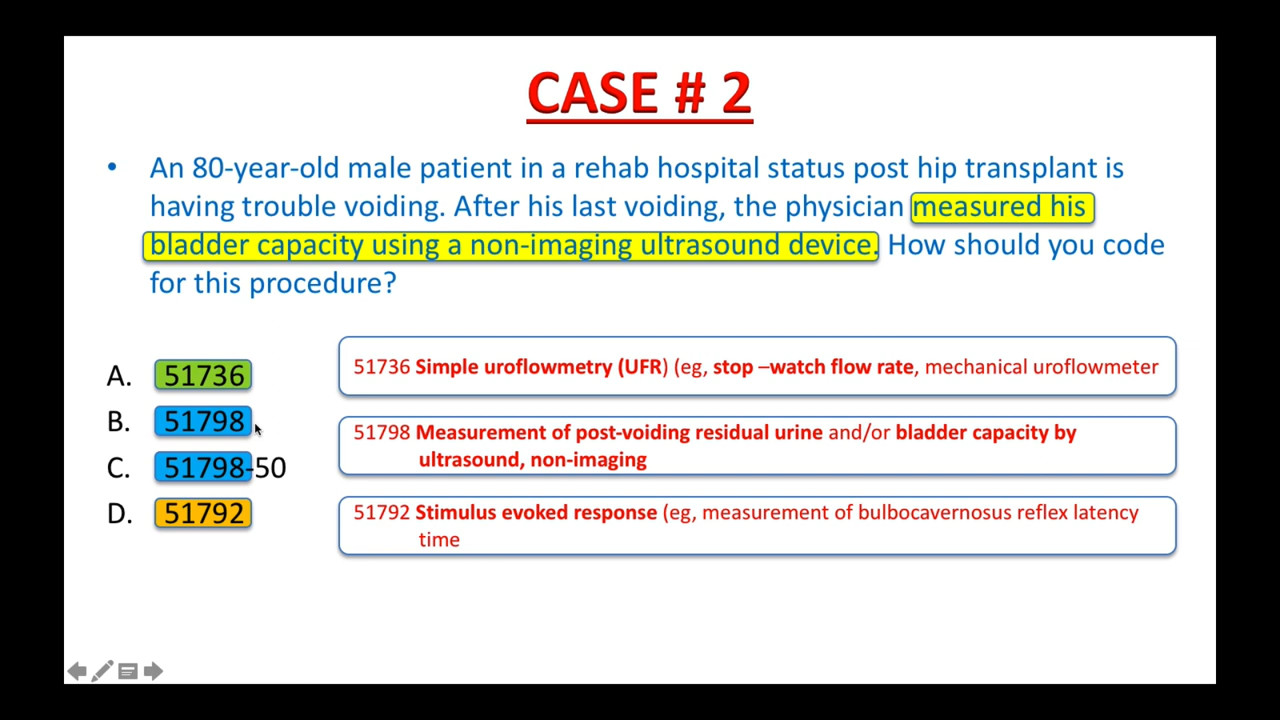 CASE # 2
• An 80-year-old male patient in a rehab hospital status post hip transplant is
having trouble voiding. After his last voiding, the physician measured his
bladder capacity using a non-imaging ultrasound device. How should you code
for this procedure?
A. 51736
B. 51798
C. 51798-50
D. 51792
51736 Simple uroflowmetry (UFR) (eg, stop –watch flow rate, mechanical uroflowmeter
51798 Measurement of post-voiding residual urine and/or bladder capacity by
ultrasound, non-imaging
51792 Stimulus evoked response (eg, measurement of bulbocavernosus reflex latency
time